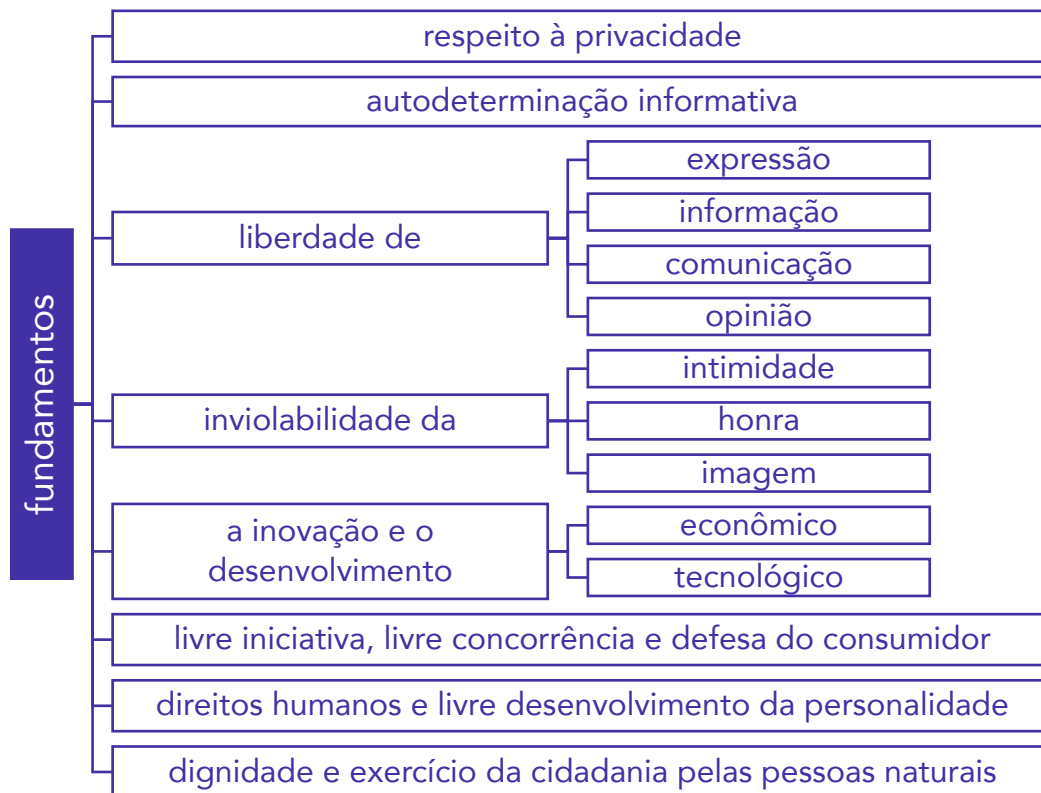 fundamentos
respeito à privacidade
autodeterminação informativa
liberdade de
expressão
informação
comunicação
opinião
inviolabilidade da
intimidade
honra
imagem
a inovação e o
desenvolvimento
econômico
tecnológico
livre iniciativa, livre concorrência e defesa do consumidor
direitos humanos e livre desenvolvimento da personalidade
dignidade e exercício da cidadania pelas pessoas naturais